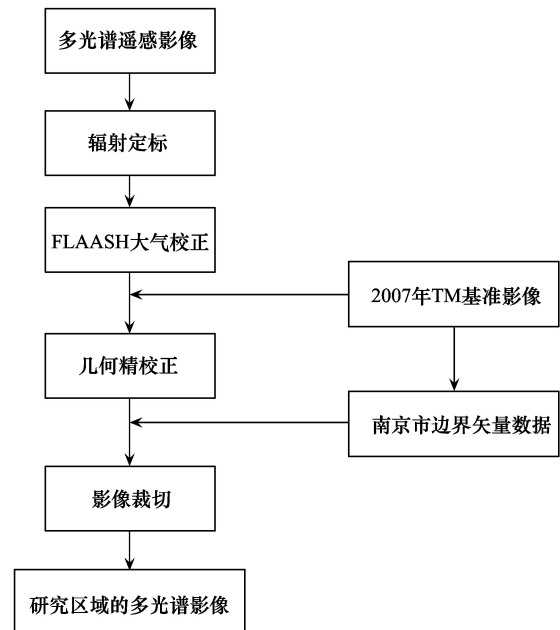 多光谱遥感影像
辐射定标
FLAASH大气校正
2007年TM基准影像
几何精校正
南京市边界矢量数据
影像裁切
研究区域的多光谱影像